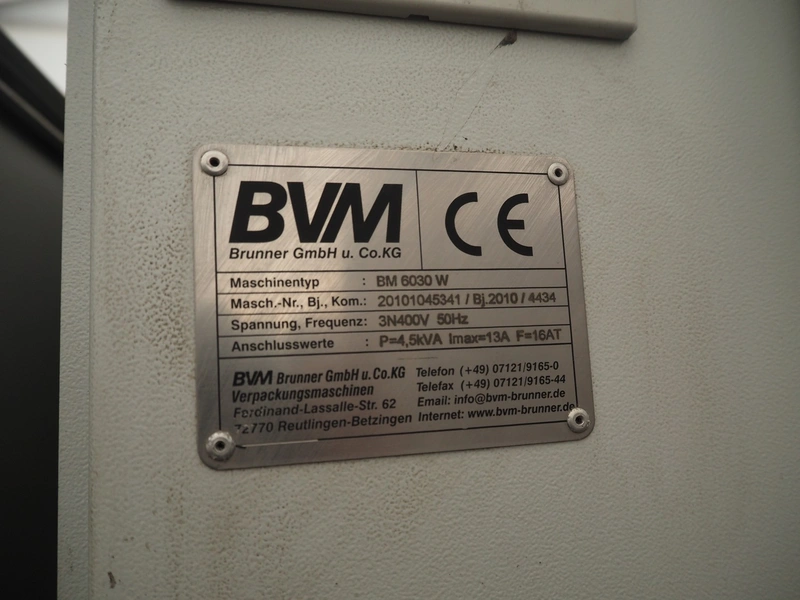 BVM
Brunner GmbH u. Co.KG
CE
Maschinentyp : BM 6030 W
Masch.-Nr., Bj., Kom.: 20101045341 / Bj.2010 / 4434
Spannung, Frequenz: 3N400V 50Hz
Anschlusswerte : P=4,5kVA Imax=13A F=16AT
BVM Brunner GmbH u. Co.KG
Verpackungsmaschinen
Ferdinand-Lassalle-Str. 62
72770 Reutlingen-Betzingen
Telefon (+49) 07121/9165-0
Telefax (+49) 07121/9165-44
Email: info@bvm-brunner.de
Internet: www.bvm-brunner.de